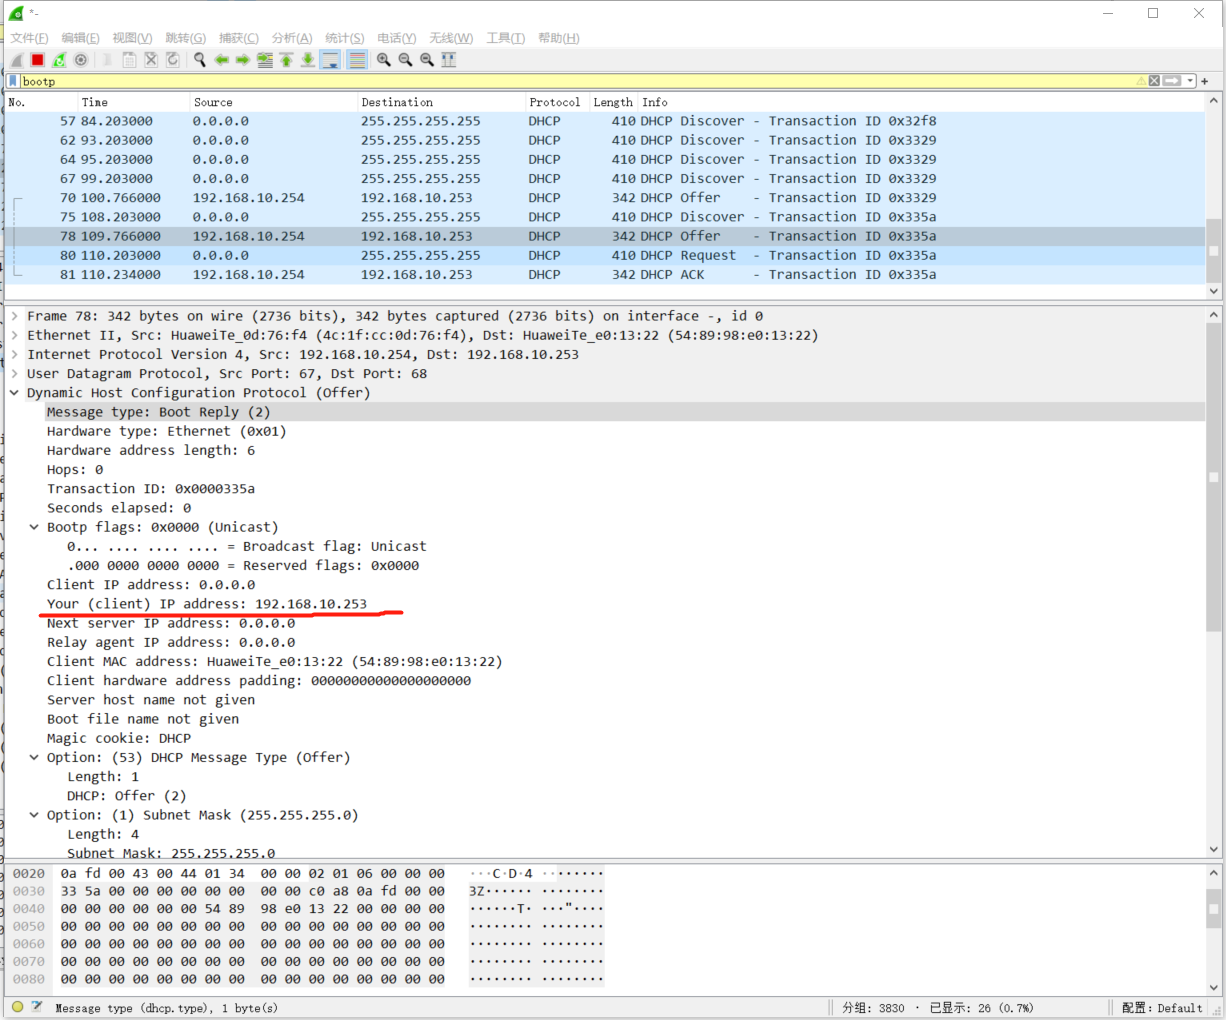 *-
文件(F) 编辑(E) 视图(V) 跳转(G) 捕获(C) 分析(A) 统计(S) 电话(Y) 无线(W) 工具(T) 帮助(H)
bootp
No. Time Source Destination Protocol Length Info
57 84.203000 0.0.0.0 255.255.255.255 DHCP 410 DHCP Discover - Transaction ID 0x32f8
62 93.203000 0.0.0.0 255.255.255.255 DHCP 410 DHCP Discover - Transaction ID 0x3329
64 95.203000 0.0.0.0 255.255.255.255 DHCP 410 DHCP Discover - Transaction ID 0x3329
67 99.203000 0.0.0.0 255.255.255.255 DHCP 410 DHCP Discover - Transaction ID 0x3329
70 100.766000 192.168.10.254 192.168.10.253 DHCP 342 DHCP Offer - Transaction ID 0x3329
75 108.203000 0.0.0.0 255.255.255.255 DHCP 410 DHCP Discover - Transaction ID 0x335a
78 109.766000 192.168.10.254 192.168.10.253 DHCP 342 DHCP Offer - Transaction ID 0x335a
80 110.203000 0.0.0.0 255.255.255.255 DHCP 410 DHCP Request - Transaction ID 0x335a
81 110.234000 192.168.10.254 192.168.10.253 DHCP 342 DHCP ACK - Transaction ID 0x335a
Frame 78: 342 bytes on wire (2736 bits), 342 bytes captured (2736 bits) on interface -, id 0
Ethernet II, Src: HuaweiTe_0d:76:f4 (4c:1f:cc:0d:76:f4), Dst: HuaweiTe_e0:13:22 (54:89:98:e0:13:22)
Internet Protocol Version 4, Src: 192.168.10.254, Dst: 192.168.10.253
User Datagram Protocol, Src Port: 67, Dst Port: 68
Dynamic Host Configuration Protocol (Offer)
Message type: Boot Reply (2)
Hardware type: Ethernet (0x01)
Hardware address length: 6
Hops: 0
Transaction ID: 0x0000335a
Seconds elapsed: 0
Bootp flags: 0x0000 (Unicast)
0... .... .... .... = Broadcast flag: Unicast
.000 0000 0000 0000 = Reserved flags: 0x0000
Client IP address: 0.0.0.0
Your (client) IP address: 192.168.10.253
Next server IP address: 0.0.0.0
Relay agent IP address: 0.0.0.0
Client MAC address: HuaweiTe_e0:13:22 (54:89:98:e0:13:22)
Client hardware address padding: 00000000000000000000
Server host name not given
Boot file name not given
Magic cookie: DHCP
Option: (53) DHCP Message Type (Offer)
Length: 1
DHCP: Offer (2)
Option: (1) Subnet Mask (255.255.255.0)
Length: 4
Subnet Mask: 255.255.255.0
0020 0a fd 00 43 00 44 01 34 00 00 02 01 06 00 00 00 ···C·D·4 ········
0030 33 5a 00 00 00 00 00 00 00 00 c0 a8 0a fd 00 00 3Z······ ········
0040 00 00 00 00 00 00 54 89 98 e0 13 22 00 00 00 00 ······T· ···"····
0050 00 00 00 00 00 00 00 00 00 00 00 00 00 00 00 00 ········ ········
0060 00 00 00 00 00 00 00 00 00 00 00 00 00 00 00 00 ········ ········
0070 00 00 00 00 00 00 00 00 00 00 00 00 00 00 00 00 ········ ········
0080 00 00 00 00 00 00 00 00 00 00 00 00 00 00 00 00 ········ ········
Message type (dhcp.type), 1 byte(s) 分组: 3830 · 已显示: 26 (0.7%) 配置: Default